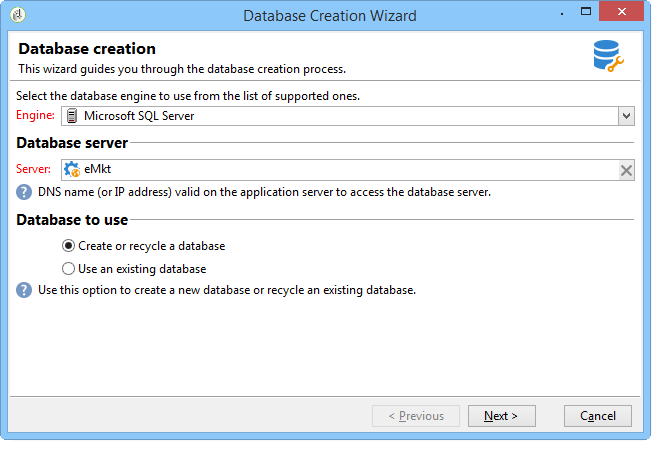 Database Creation Wizard
Database creation
This wizard guides you through the database creation process.
Select the database engine to use from the list of supported ones.
Engine: Microsoft SQL Server
Database server
Server: eMkt
? DNS name (or IP address) valid on the application server to access the database server.
Database to use
Create or recycle a database
Use an existing database
? Use this option to create a new database or recycle an existing database.
< Previous Next > Cancel